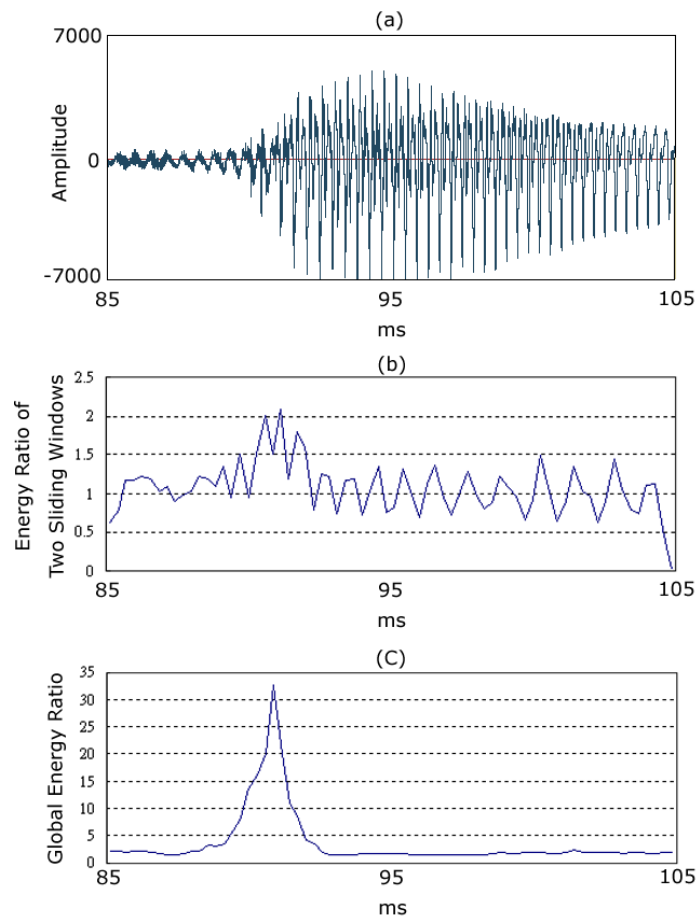 (a)
7000
Amplitude
0
-7000
85
95
105
ms
(b)
2.5
Energy Ratio of
Two Sliding Windows
2
1.5
1
0.5
0
85
95
105
ms
(C)
35
Global Energy Ratio
30
25
20
15
10
5
0
85
95
105
ms